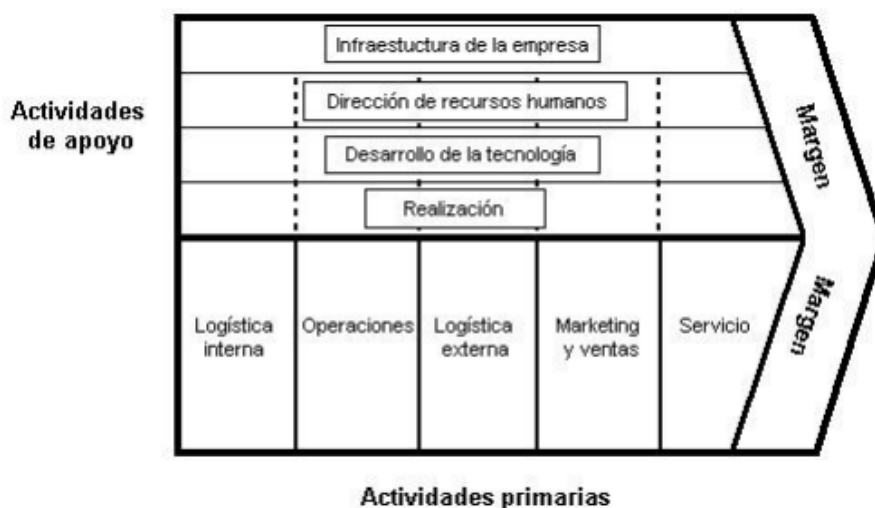 Infraestuctura de la empresa
Dirección de recursos humanos
Actividades
de apoyo
Desarrollo de la tecnología
Realización
Margen
Margen
Logística
interna
Operaciones
Logística
externa
Marketing
y ventas
Servicio
Actividades primarias